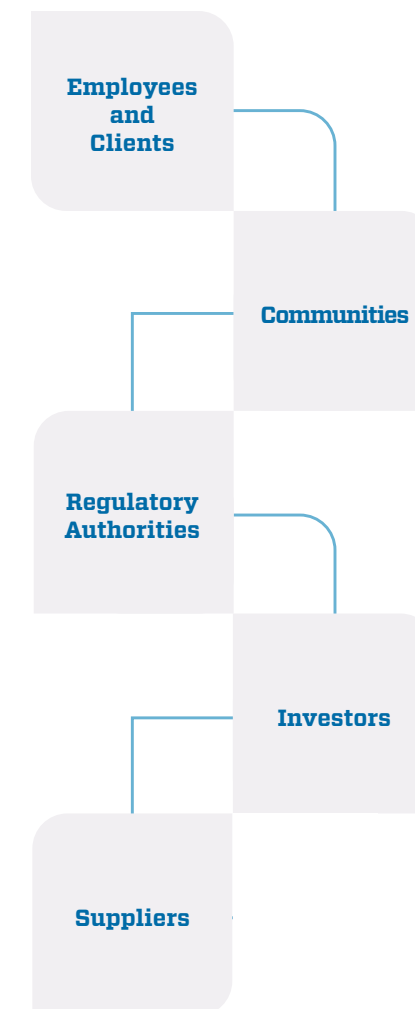 Employees
and
Clients
Communities
Regulatory
Authorities
Investors
Suppliers